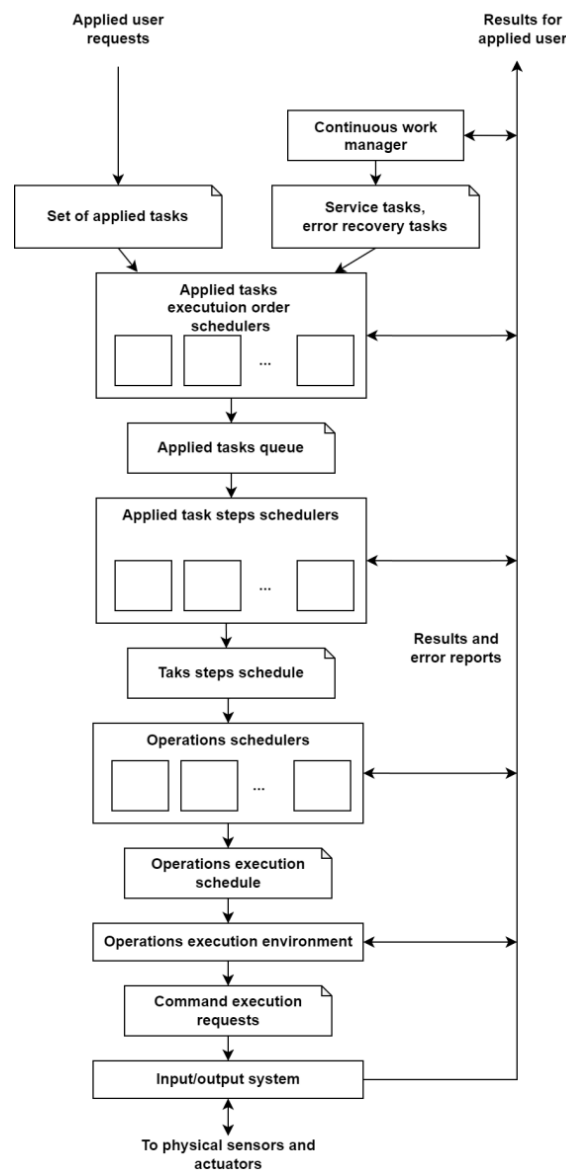 Applied user
requests
Results for
applied user
Continuous work
manager
Set of applied tasks
Service tasks,
error recovery tasks
Applied tasks
executuion order
schedulers
...
Applied tasks queue
Applied task steps schedulers
...
Results and
error reports
Taks steps schedule
Operations schedulers
...
Operations execution
schedule
Operations execution environment
Command execution
requests
Input/output system
To physical sensors and
actuators